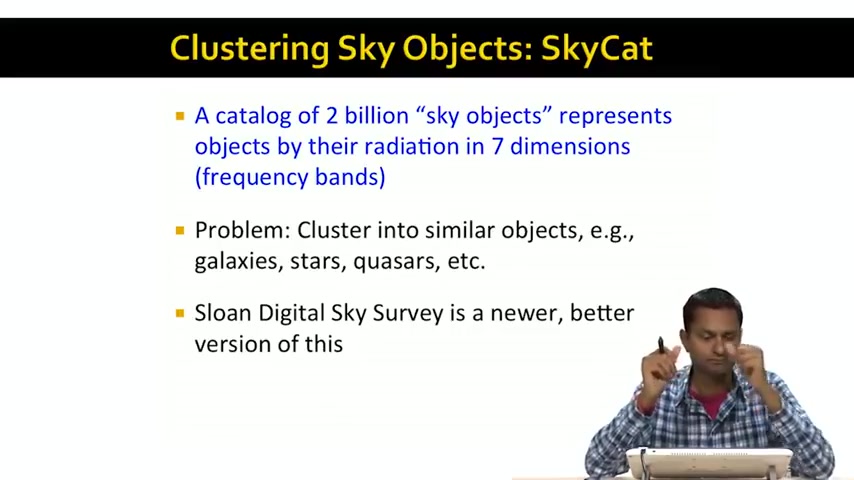 Clustering Sky Objects: SkyCat
A catalog of 2 billion “sky objects” represents
objects by their radiation in 7 dimensions
(frequency bands)
Problem: Cluster into similar objects, e.g.,
galaxies, stars, quasars, etc.
Sloan Digital Sky Survey is a newer, better
version of this